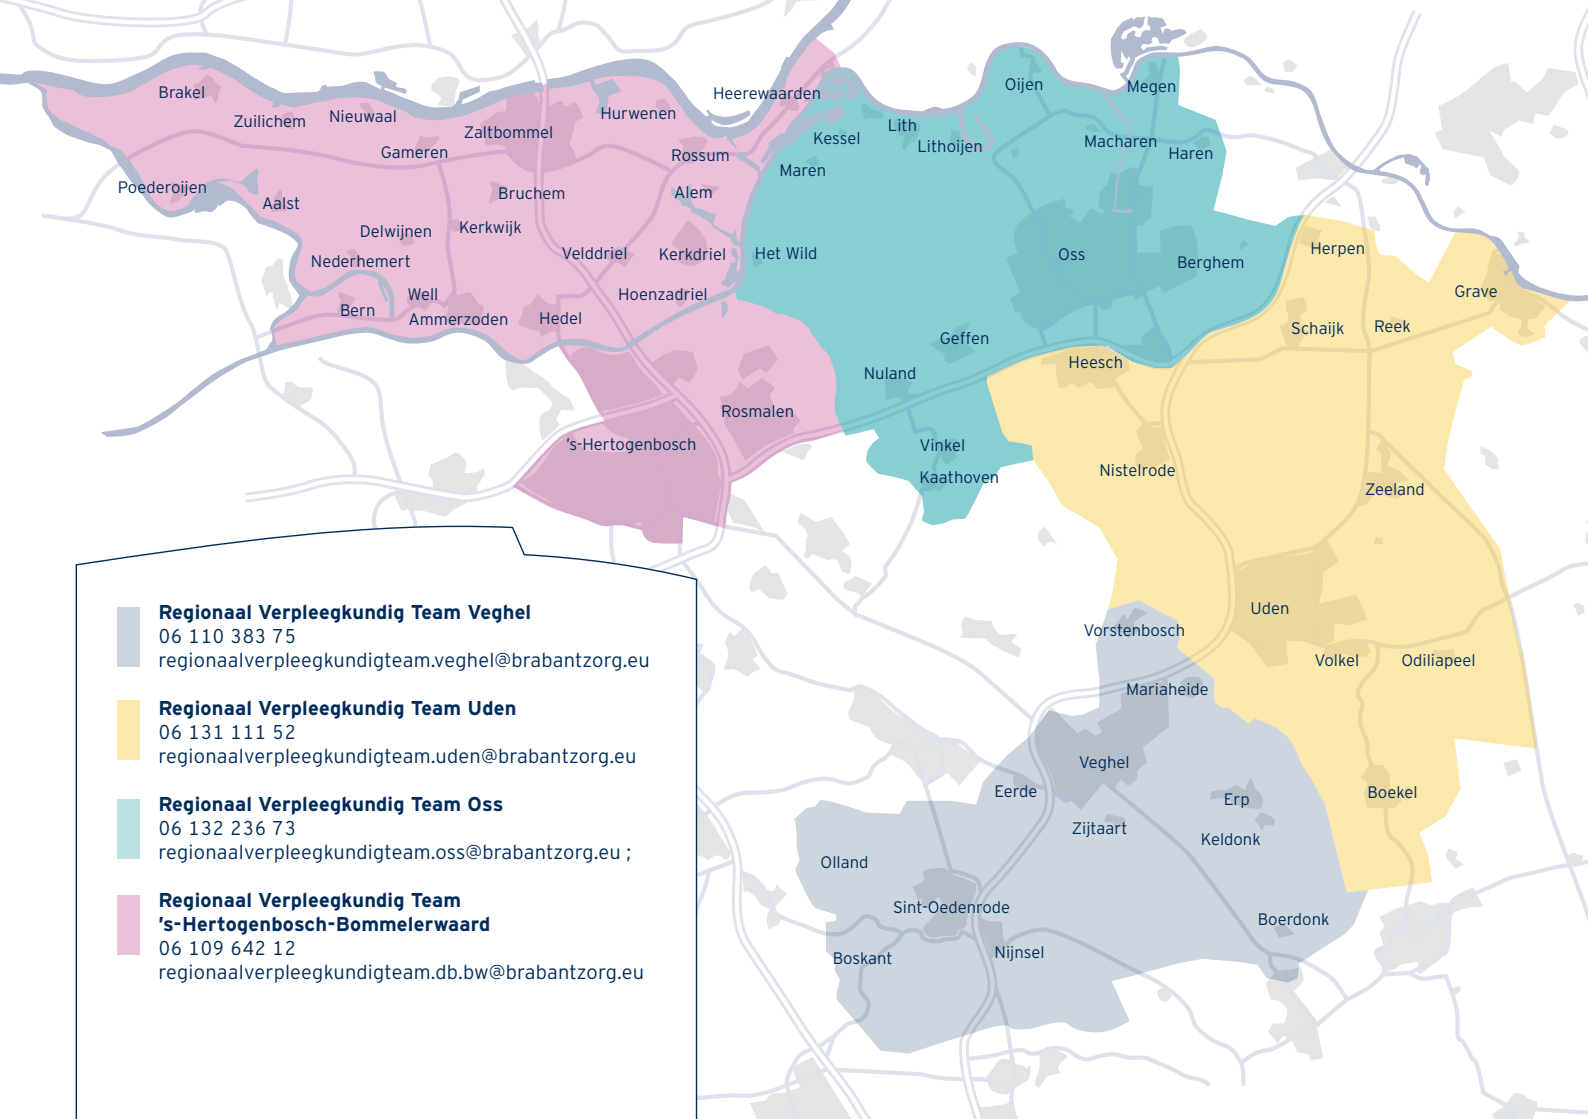 Brakel
Zuilichem
Nieuwaal
Gameren
Zaltbommel
Hurwenen
Heerewaarden
Rossum
Poederoijen
Aalst
Bruchem
Alem
Delwijnen
Kerkwijk
Nederhemert
Velddriel
Kerkdriel
Well
Hoenzadriel
Bern
Ammerzoden
Hedel
Rosmalen
's-Hertogenbosch
Oijen
Megen
Lith
Kessel
Lithoijen
Macharen
Haren
Maren
Het Wild
Oss
Berghem
Geffen
Nuland
Vinkel
Kaathoven
Herpen
Grave
Schaijk
Reek
Heesch
Nistelrode
Zeeland
Uden
Volkel
Odiliapeel
Boekel
Vorstenbosch
Mariaheide
Veghel
Eerde
Erp
Zijtaart
Keldonk
Olland
Sint-Oedenrode
Boerdonk
Boskant
Nijnsel
Regionaal Verpleegkundig Team Veghel
06 110 383 75
regionaalverpleegkundigteam.veghel@brabantzorg.eu
Regionaal Verpleegkundig Team Uden
06 131 111 52
regionaalverpleegkundigteam.uden@brabantzorg.eu
Regionaal Verpleegkundig Team Oss
06 132 236 73
regionaalverpleegkundigteam.oss@brabantzorg.eu ;
Regionaal Verpleegkundig Team
's-Hertogenbosch-Bommelerwaard
06 109 642 12
regionaalverpleegkundigteam.db.bw@brabantzorg.eu